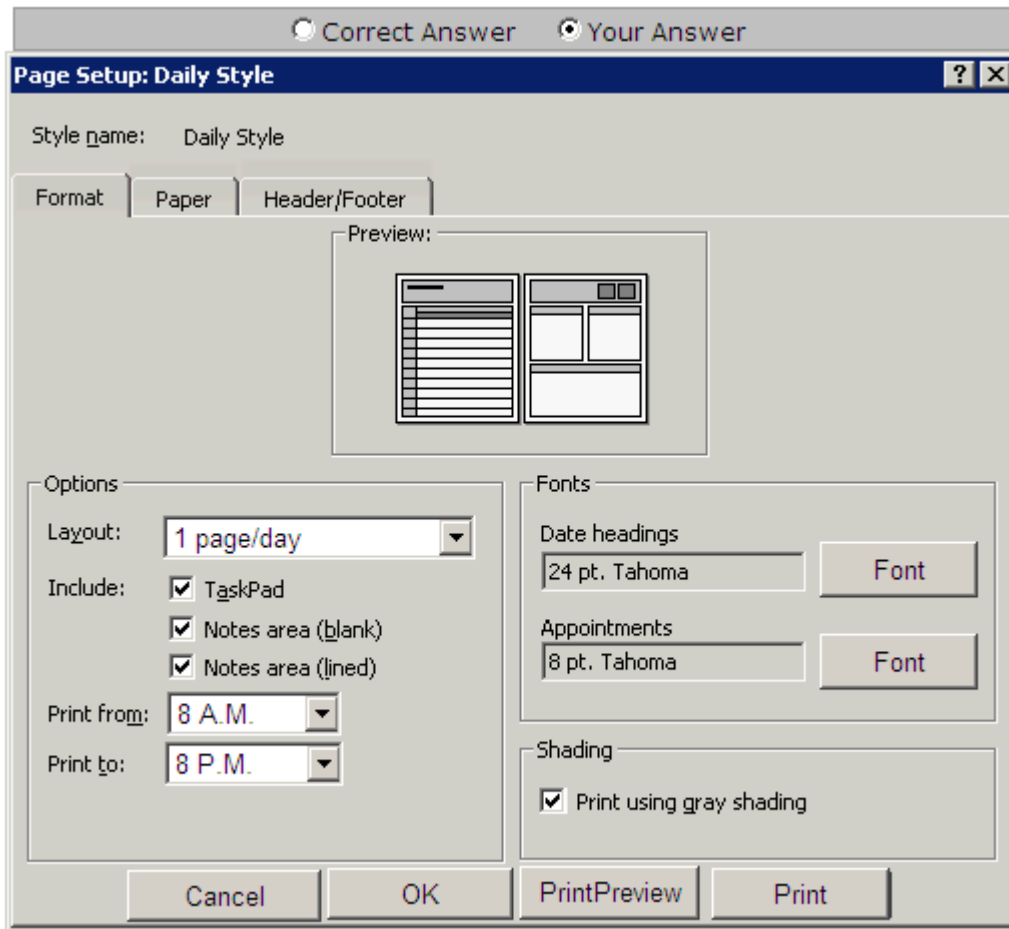 Correct Answer Your Answer
Page Setup: Daily Style
Style name: Daily Style
Format Paper Header/Footer
Preview:
Options
Layout: 1 page/day
Include: TaskPad
Notes area (blank)
Notes area (lined)
Print from: 8 A.M.
Print to: 8 P.M.
Fonts
Date headings
24 pt. Tahoma Font
Appointments
8 pt. Tahoma Font
Shading
Print using gray shading
Cancel OK PrintPreview Print